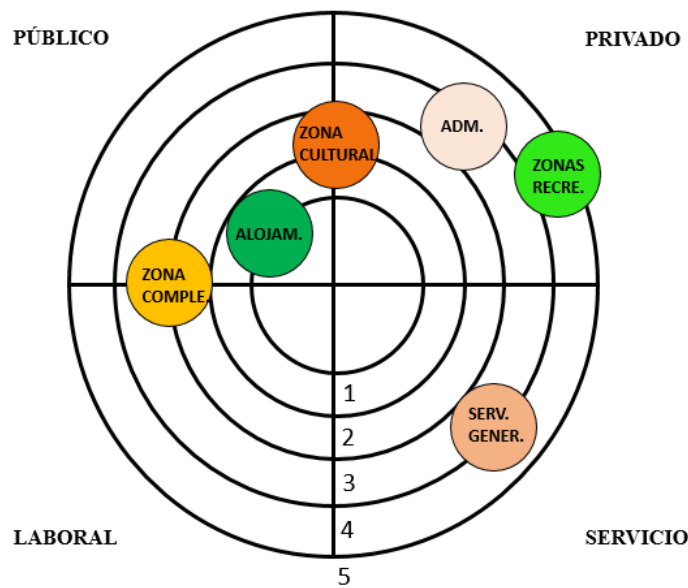 PÚBLICO
PRIVADO
ZONA
CULTURAL
ADM.
ZONAS
RECRE.
ALOJAM.
ZONA
COMPLE.
1
2
3
4
5
SERV.
GENER.
LABORAL
SERVICIO